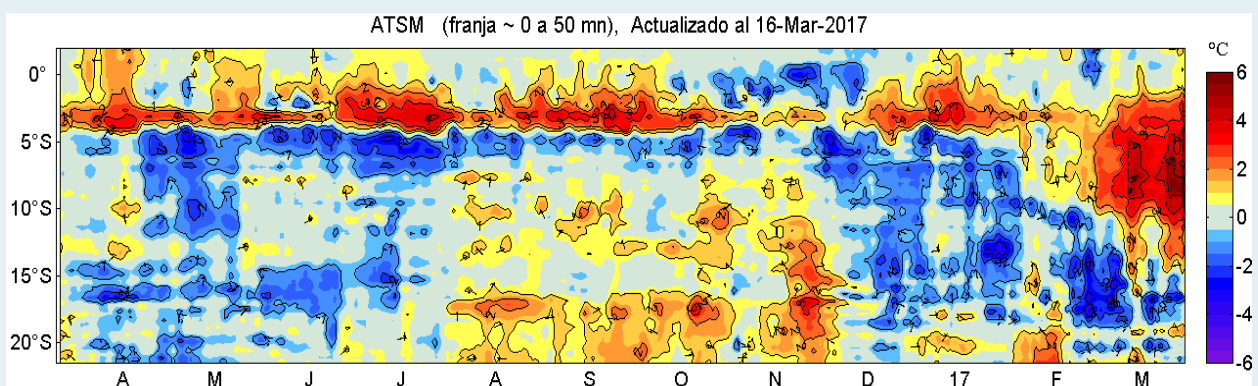 ATSM (franja ~ 0 a 50 mn), Actualizado al 16-Mar-2017
°C
0°
5°S
10°S
15°S
20°S
6
4
2
0
-2
-4
-6
A M J J A S O N D 17 F M